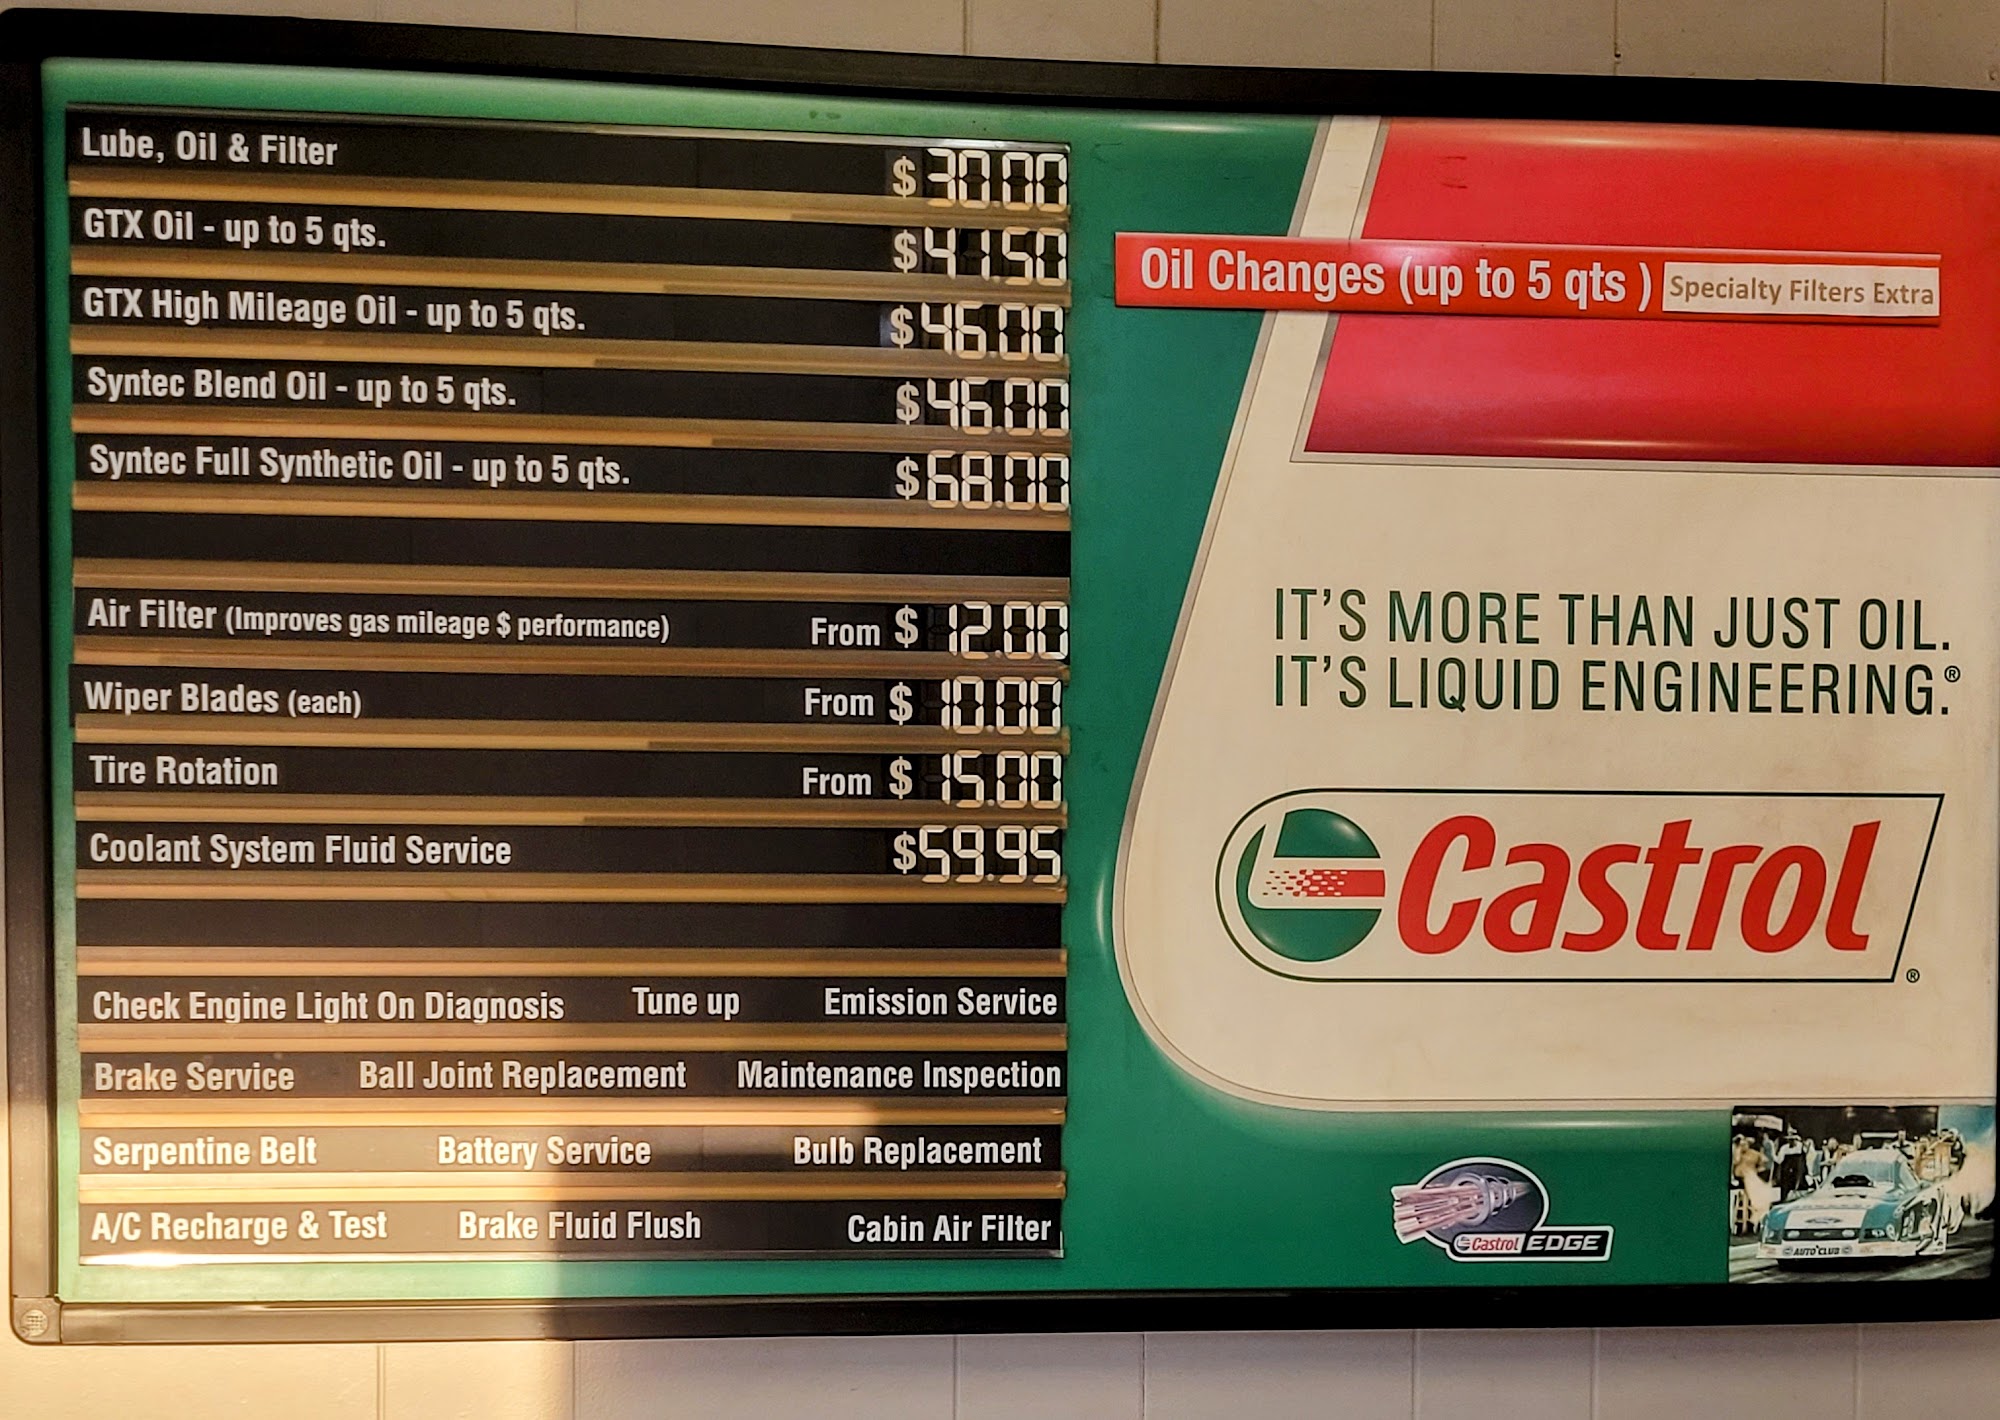 Lube, Oil & Filter $30.00
GTX Oil - up to 5 qts. $41.50
GTX High Mileage Oil - up to 5 qts. $46.00
Syntec Blend Oil - up to 5 qts. $46.00
Syntec Full Synthetic Oil - up to 5 qts. $68.00
Air Filter (Improves gas mileage $ performance) From $12.00
Wiper Blades (each) From $10.00
Tire Rotation From $15.00
Coolant System Fluid Service $59.95
Check Engine Light On Diagnosis Tune up Emission Service
Brake Service Ball Joint Replacement Maintenance Inspection
Serpentine Belt Battery Service Bulb Replacement
A/C Recharge & Test Brake Fluid Flush Cabin Air Filter
Oil Changes (up to 5 qts ) Specialty Filters Extra
IT'S MORE THAN JUST OIL.
IT'S LIQUID ENGINEERING.®
Castrol®
Castrol EDGE
AUTO CLUB